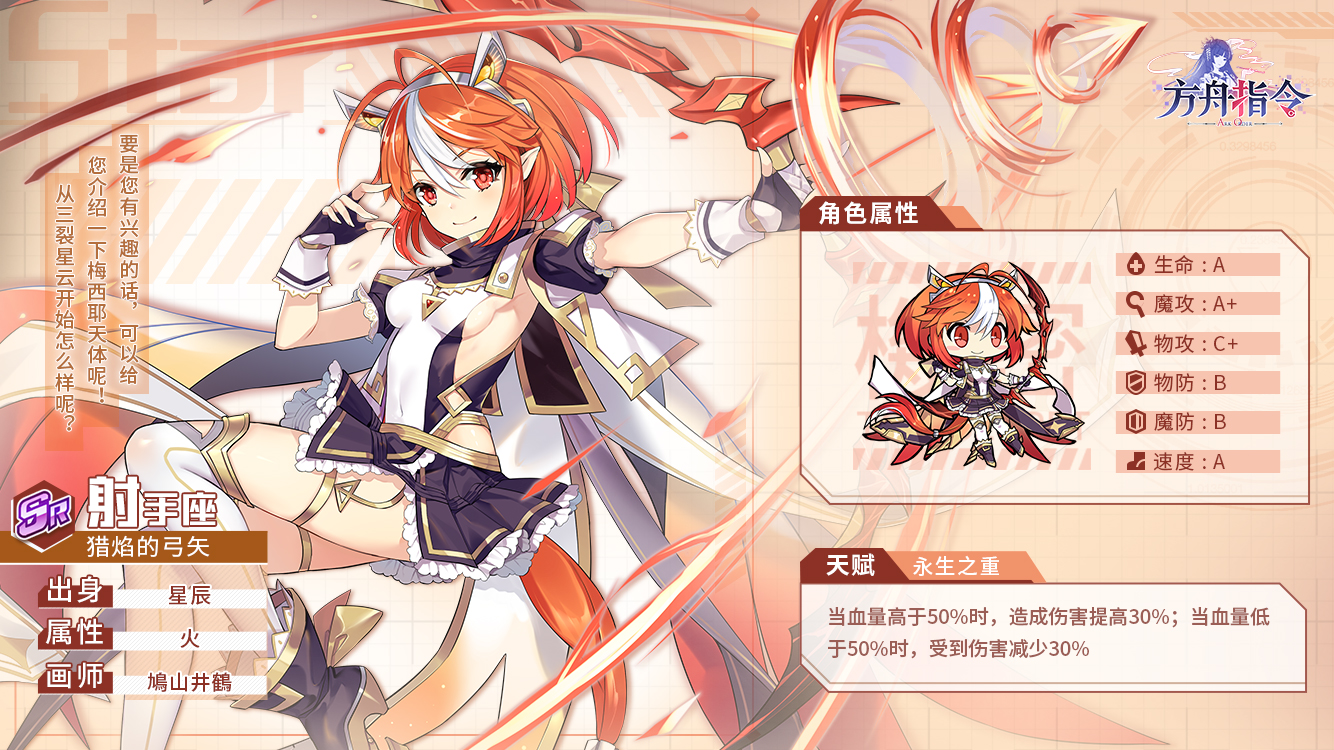 Star
方舟指令
ARK ORDER
要是您有兴趣的话，可以给
您介绍一下梅西耶天体呢！
从三裂星云开始怎么样呢？
SR
射手座
猎焰的弓矢
出身 星辰
属性 火
画师 鳩山井鶴
角色属性
生命：A
魔攻：A+
物攻：C+
物防：B
魔防：B
速度：A
天赋 永生之重
当血量高于50%时，造成伤害提高30%；当血量低
于50%时，受到伤害减少30%